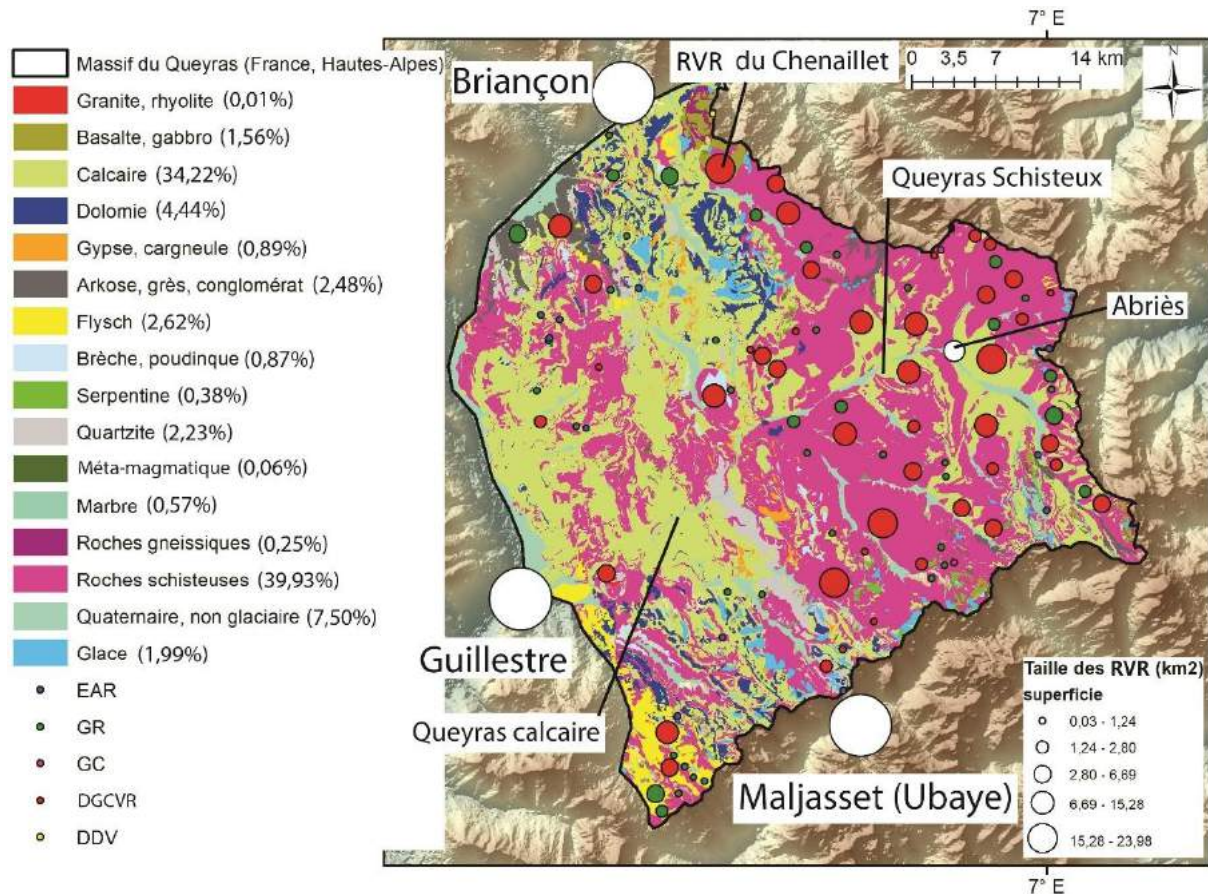 7° E
Massif du Queyras (France, Hautes-Alpes)
Granite, rhyolite (0,01%)
Basalte, gabbro (1,56%)
Calcaire (34,22%)
Dolomie (4,44%)
Gypse, cargneule (0,89%)
Arkose, grès, conglomérat (2,48%)
Flysch (2,62%)
Brèche, poudinque (0,87%)
Serpentine (0,38%)
Quartzite (2,23%)
Méta-magmatique (0,06%)
Marbre (0,57%)
Roches gneissiques (0,25%)
Roches schisteuses (39,93%)
Quaternaire, non glaciaire (7,50%)
Glace (1,99%)
EAR
GR
GC
DGCVR
DDV
Briançon
RVR du Chenaillet
0 3,5 7 14 km
N
Queyras Schisteux
Abriès
Guillestre
Queyras calcaire
Maljasset (Ubaye)
Taille des RVR (km2)
superficie
0,03 - 1,24
1,24 - 2,80
2,80 - 6,69
6,69 - 15,28
15,28 - 23,98
7° E